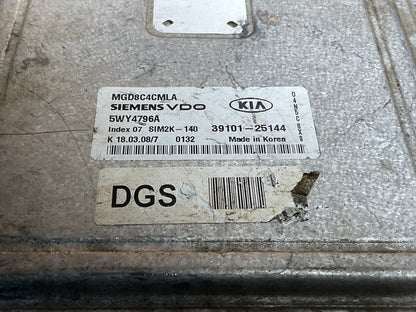 MGD8C4CMLA
SIEMENS VDO KIA
5WY4796A
Index 07 SIM2K-140 39101-25144
K 18.03.08/7 0132 Made in Korea
DGS